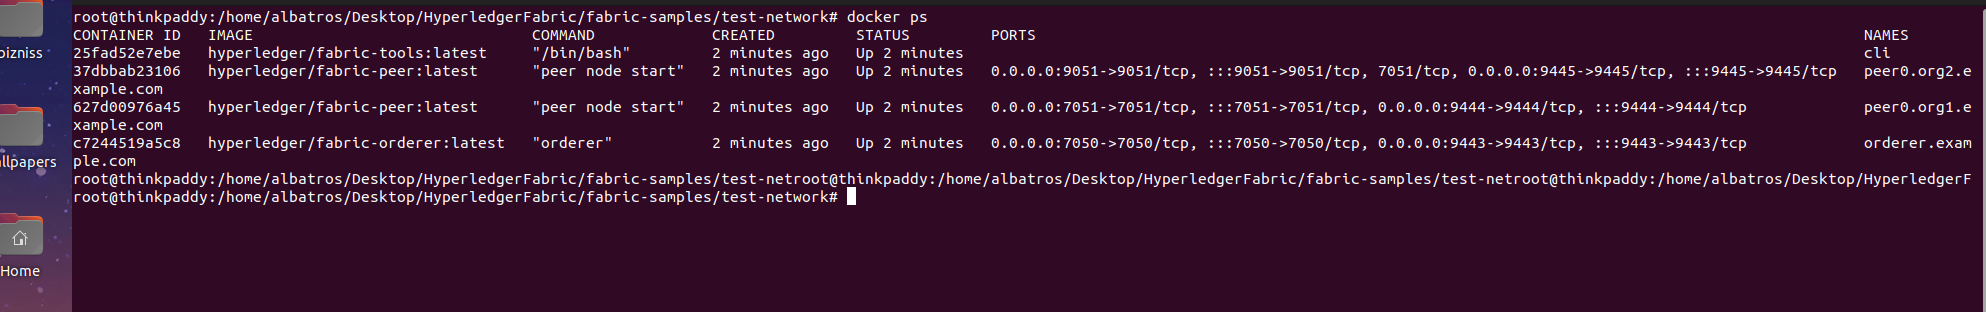 root@thinkpaddy:/home/albatros/Desktop/HyperledgerFabric/fabric-samples/test-network# docker ps
CONTAINER ID   IMAGE                               COMMAND             CREATED         STATUS         PORTS                                                                                        NAMES
25fad52e7ebe   hyperledger/fabric-tools:latest     "/bin/bash"         2 minutes ago   Up 2 minutes                                                                                                cli
37dbbab23106   hyperledger/fabric-peer:latest      "peer node start"   2 minutes ago   Up 2 minutes   0.0.0.0:9051->9051/tcp, :::9051->9051/tcp, 7051/tcp, 0.0.0.0:9445->9445/tcp, :::9445->9445/tcp   peer0.org2.e
xample.com
627d00976a45   hyperledger/fabric-peer:latest      "peer node start"   2 minutes ago   Up 2 minutes   0.0.0.0:7051->7051/tcp, :::7051->7051/tcp, 0.0.0.0:9444->9444/tcp, :::9444->9444/tcp             peer0.org1.e
xample.com
c7244519a5c8   hyperledger/fabric-orderer:latest   "orderer"           2 minutes ago   Up 2 minutes   0.0.0.0:7050->7050/tcp, :::7050->7050/tcp, 0.0.0.0:9443->9443/tcp, :::9443->9443/tcp             orderer.exam
ple.com
root@thinkpaddy:/home/albatros/Desktop/HyperledgerFabric/fabric-samples/test-netroot@thinkpaddy:/home/albatros/Desktop/HyperledgerFabric/fabric-samples/test-netroot@thinkpaddy:/home/albatros/Desktop/HyperledgerF
root@thinkpaddy:/home/albatros/Desktop/HyperledgerFabric/fabric-samples/test-network#
bizniss
llpapers
Home